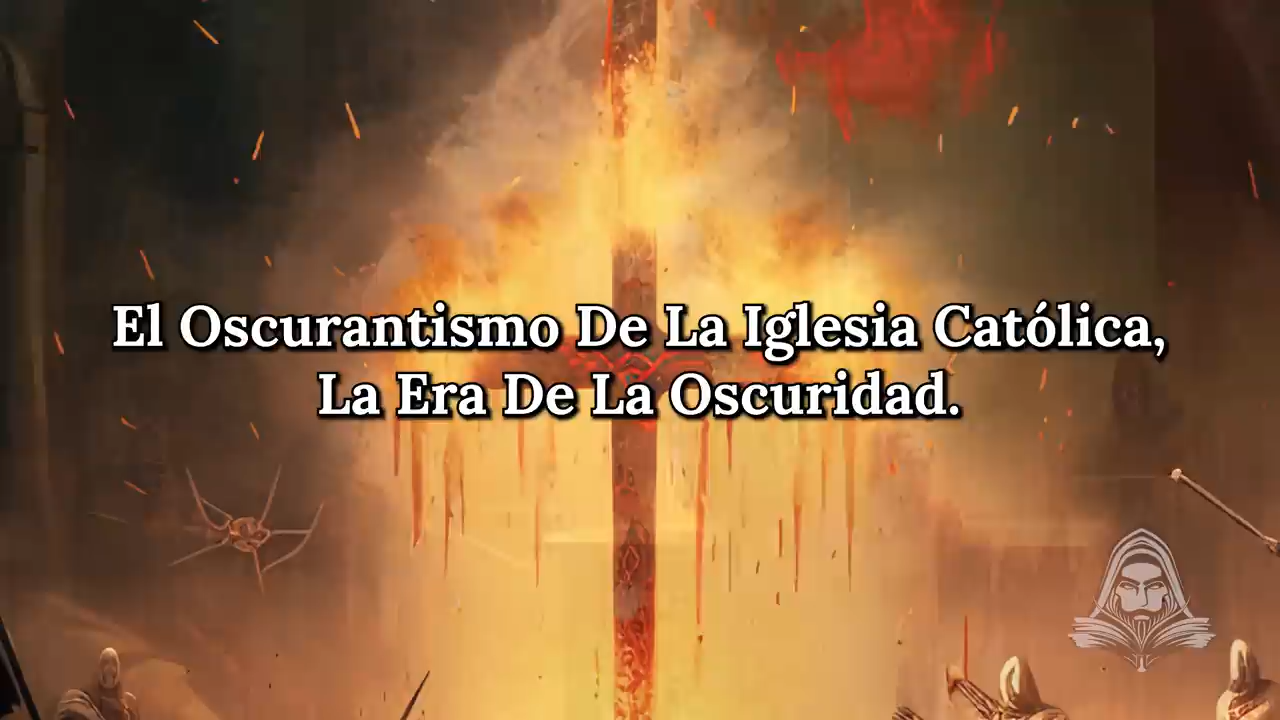 El Oscurantismo De La Iglesia Católica,
La Era De La Oscuridad.